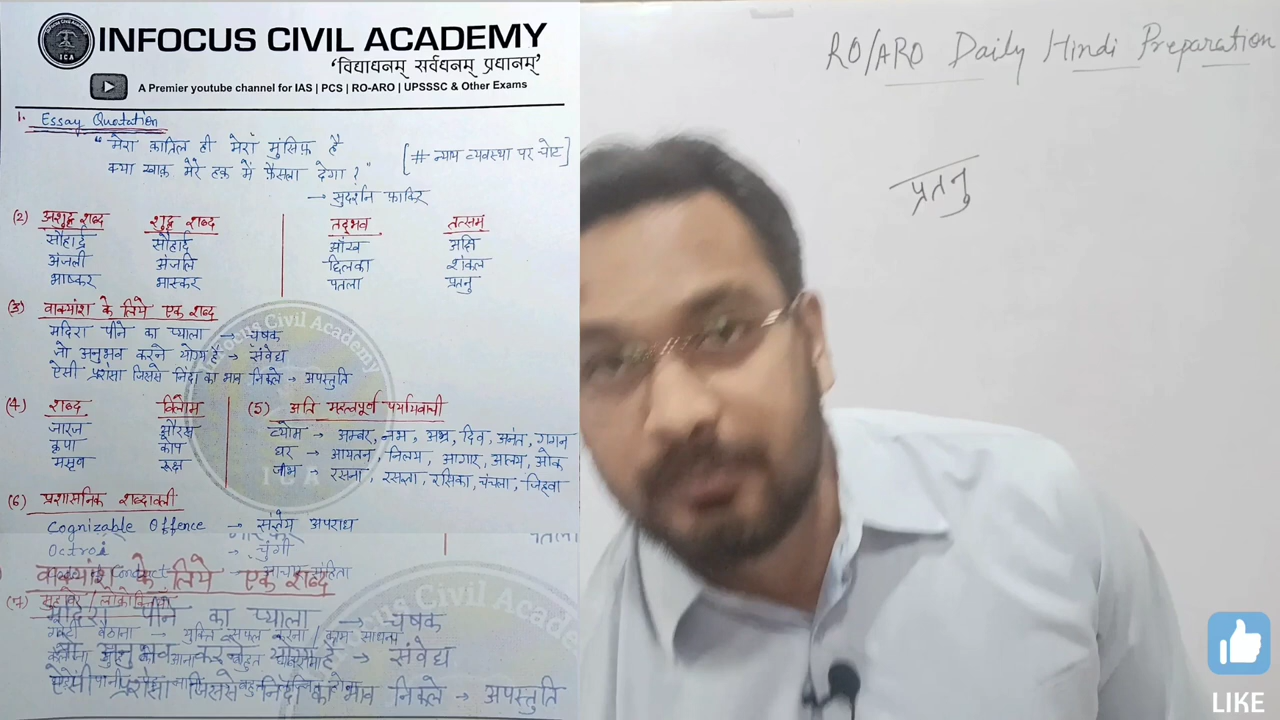 INFOCUS CIVIL ACADEMY
'विद्याधनम् सर्वधनम् प्रधानम्'
A Premier youtube channel for IAS | PCS | RO-ARO | UPSSSC & Other Exams
1. Essay Quotation
"मेरा क़ातिल ही मेरा मुंसिफ़ है
क्या ख़ाक़ मेरे हक़ में फ़ैसला देगा ?"
[# न्याय व्यवस्था पर चोट]
→ सुदर्शन फ़ाकिर
(2) अशुद्ध शब्द शुद्ध शब्द तद्भव तत्सम
सौहार्द्र सौहार्द आँख अक्षि
अंजली अंजलि छिलका शल्कल
भाष्कर भास्कर पतला प्रतनु
(3) वाक्यांश के लिये एक शब्द
मदिरा पीने का प्याला → चषक
जो अनुभव करने योग्य है → संवेद्य
ऐसी प्रशंसा जिससे निंदा का भाव निकले → अपस्तुति
(4) शब्द विलोम
जारज औरस
कृपा कोप
मसृण रूक्ष
(5) अति महत्वपूर्ण पर्यायवाची
व्योम → अम्बर, नभ, अभ्र, दिव, अनंत, गगन
घर → आयतन, निलय, आगार, आलय, ओक
जीभ → रसना, रसला, रसिका, चंचला, जिह्वा
(6) प्रशासनिक शब्दावली
Cognizable Offence → संज्ञेय अपराध
Octroi → चुंगी
वाक्यांश के लिये एक शब्द
(7) मुहावरे / लोकोक्तियाँ
मदिरा पीने का प्याला → चषक
जो अनुभव करने योग्य है → संवेद्य
ऐसी प्रशंसा जिससे निंदा का भाव निकले → अपस्तुति
RO/ARO Daily Hindi Preparation
प्रतनु
LIKE